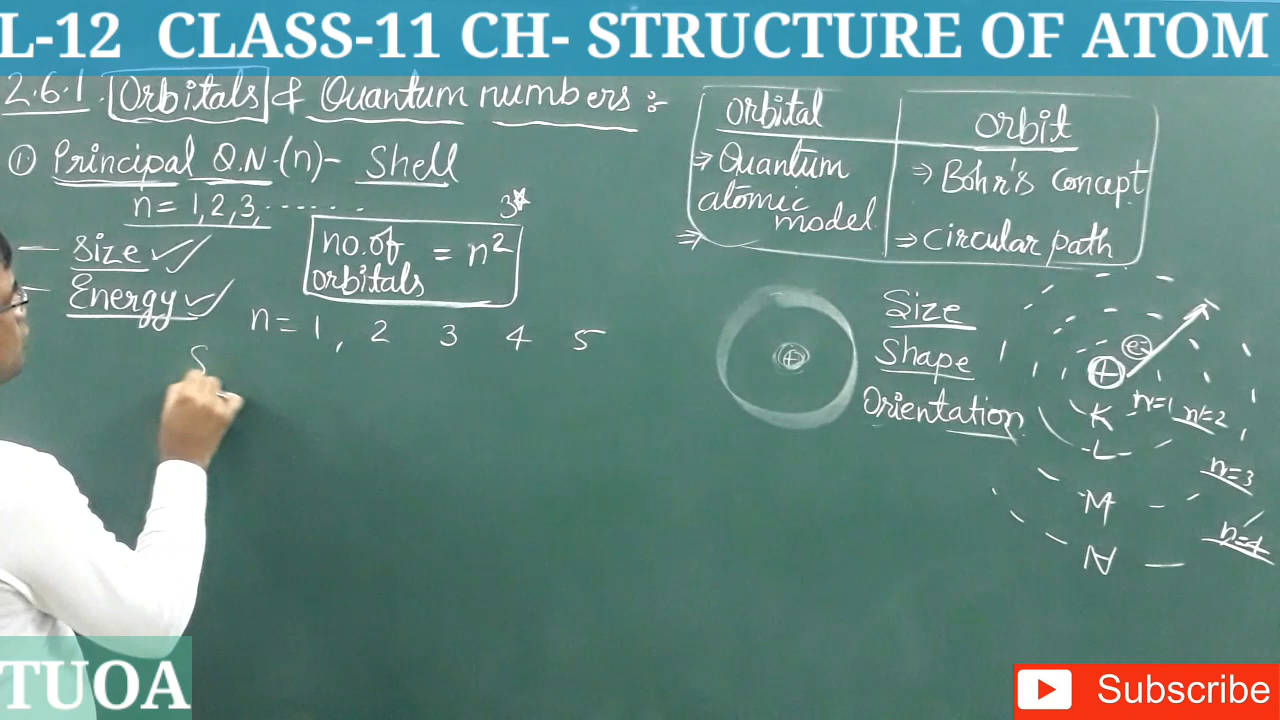 L-12 CLASS-11 CH- STRUCTURE OF ATOM
2.6.1. Orbitals & Quantum numbers :-
① Principal Q.N.(n)- Shell
n= 1,2,3,.......
- Size ✓✓
- Energy ✓✓
3*
no.of orbitals = n²
n= 1, 2 3 4 5
S
orbital
⇒ Quantum
atomic
model
⇒
orbit
⇒ Bohr's concept
⇒ circular path
+
Size
Shape
Orientation
e-
+
K n=1 n=2
L
n=3
M
n=4
N
TUOA
Subscribe